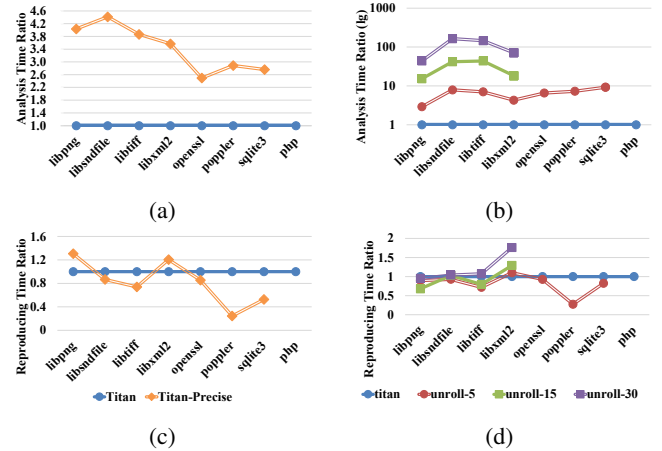 Analysis Time Ratio
4.6
4.2
3.8
3.4
3.0
2.6
2.2
1.8
1.4
1.0
libpng
libsndfile
libtiff
libxml2
openssl
poppler
sqlite3
php
(a)
Analysis Time Ratio (lg)
1000
100
10
1
libpng
libsndfile
libtiff
libxml2
openssl
poppler
sqlite3
php
(b)
Reproducing Time Ratio
1.6
1.2
0.8
0.4
0
libpng
libsndfile
libtiff
libxml2
openssl
poppler
sqlite3
php
Titan
Titan-Precise
(c)
Reproducing Time Ratio
2
1.5
1
0.5
0
libpng
libsndfile
libtiff
libxml2
openssl
poppler
sqlite3
PHP
titan
unroll-5
unroll-15
unroll-30
(d)